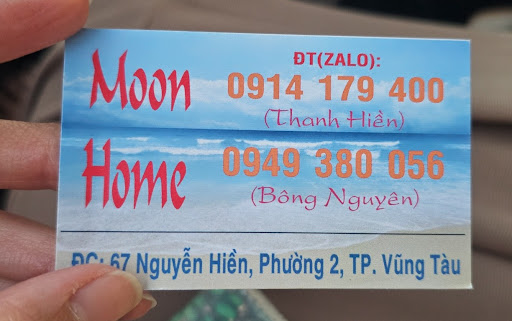 Moon
Home
ĐT(ZALO):
0914 179 400
(Thanh Hiền)
0949 380 056
(Bông Nguyên)
ĐC: 67 Nguyễn Hiền, Phường 2, TP. Vũng Tàu